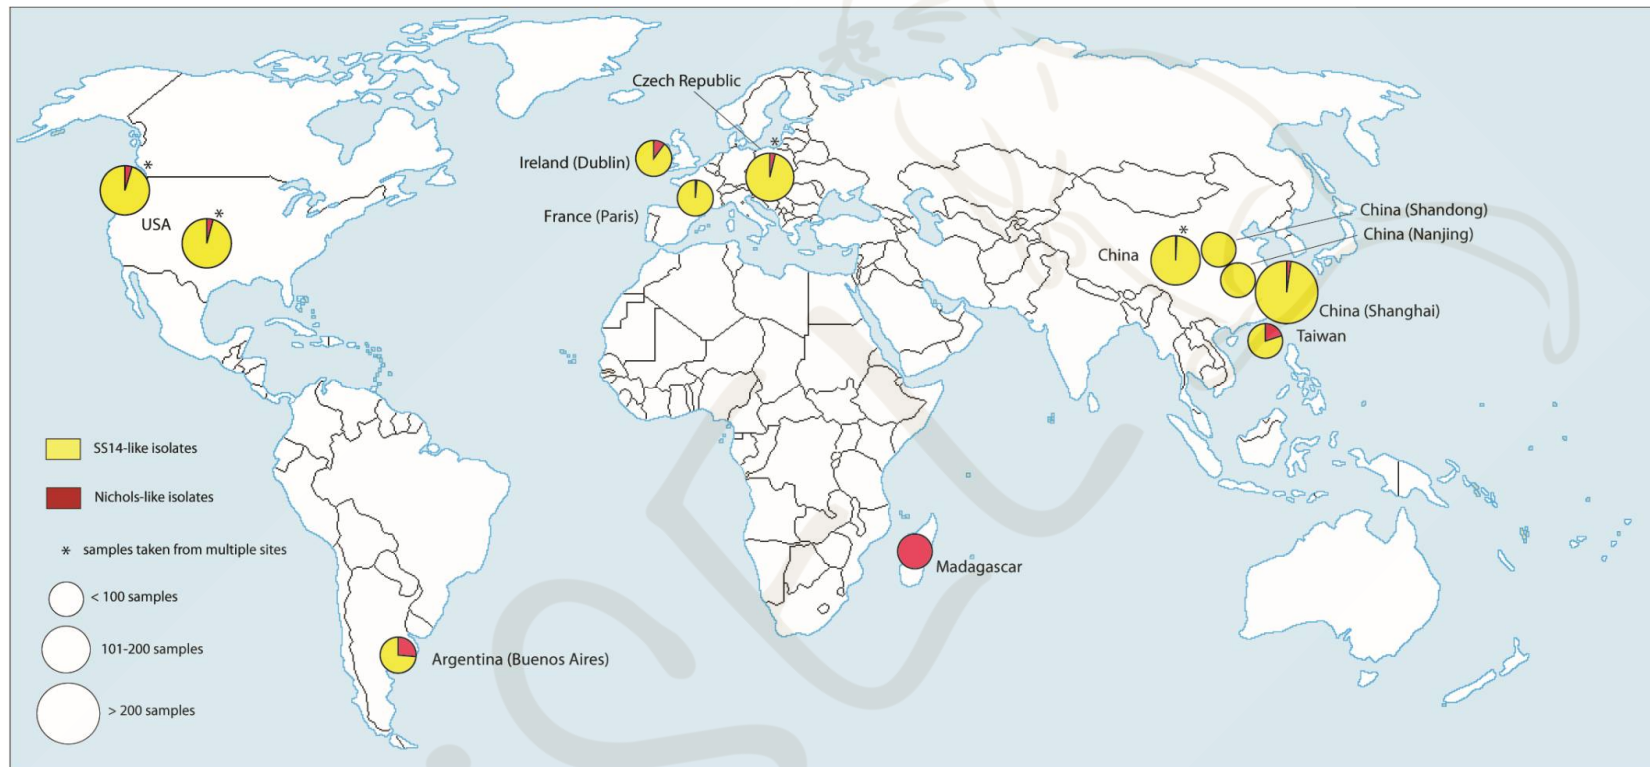 Czech Republic
*
Ireland (Dublin)
*
China (Shandong)
France (Paris)
*
USA
China (Nanjing)
*
China
China (Shanghai)
Taiwan
SS14-like isolates
Nichols-like isolates
* samples taken from multiple sites
Madagascar
< 100 samples
101-200 samples
Argentina (Buenos Aires)
> 200 samples